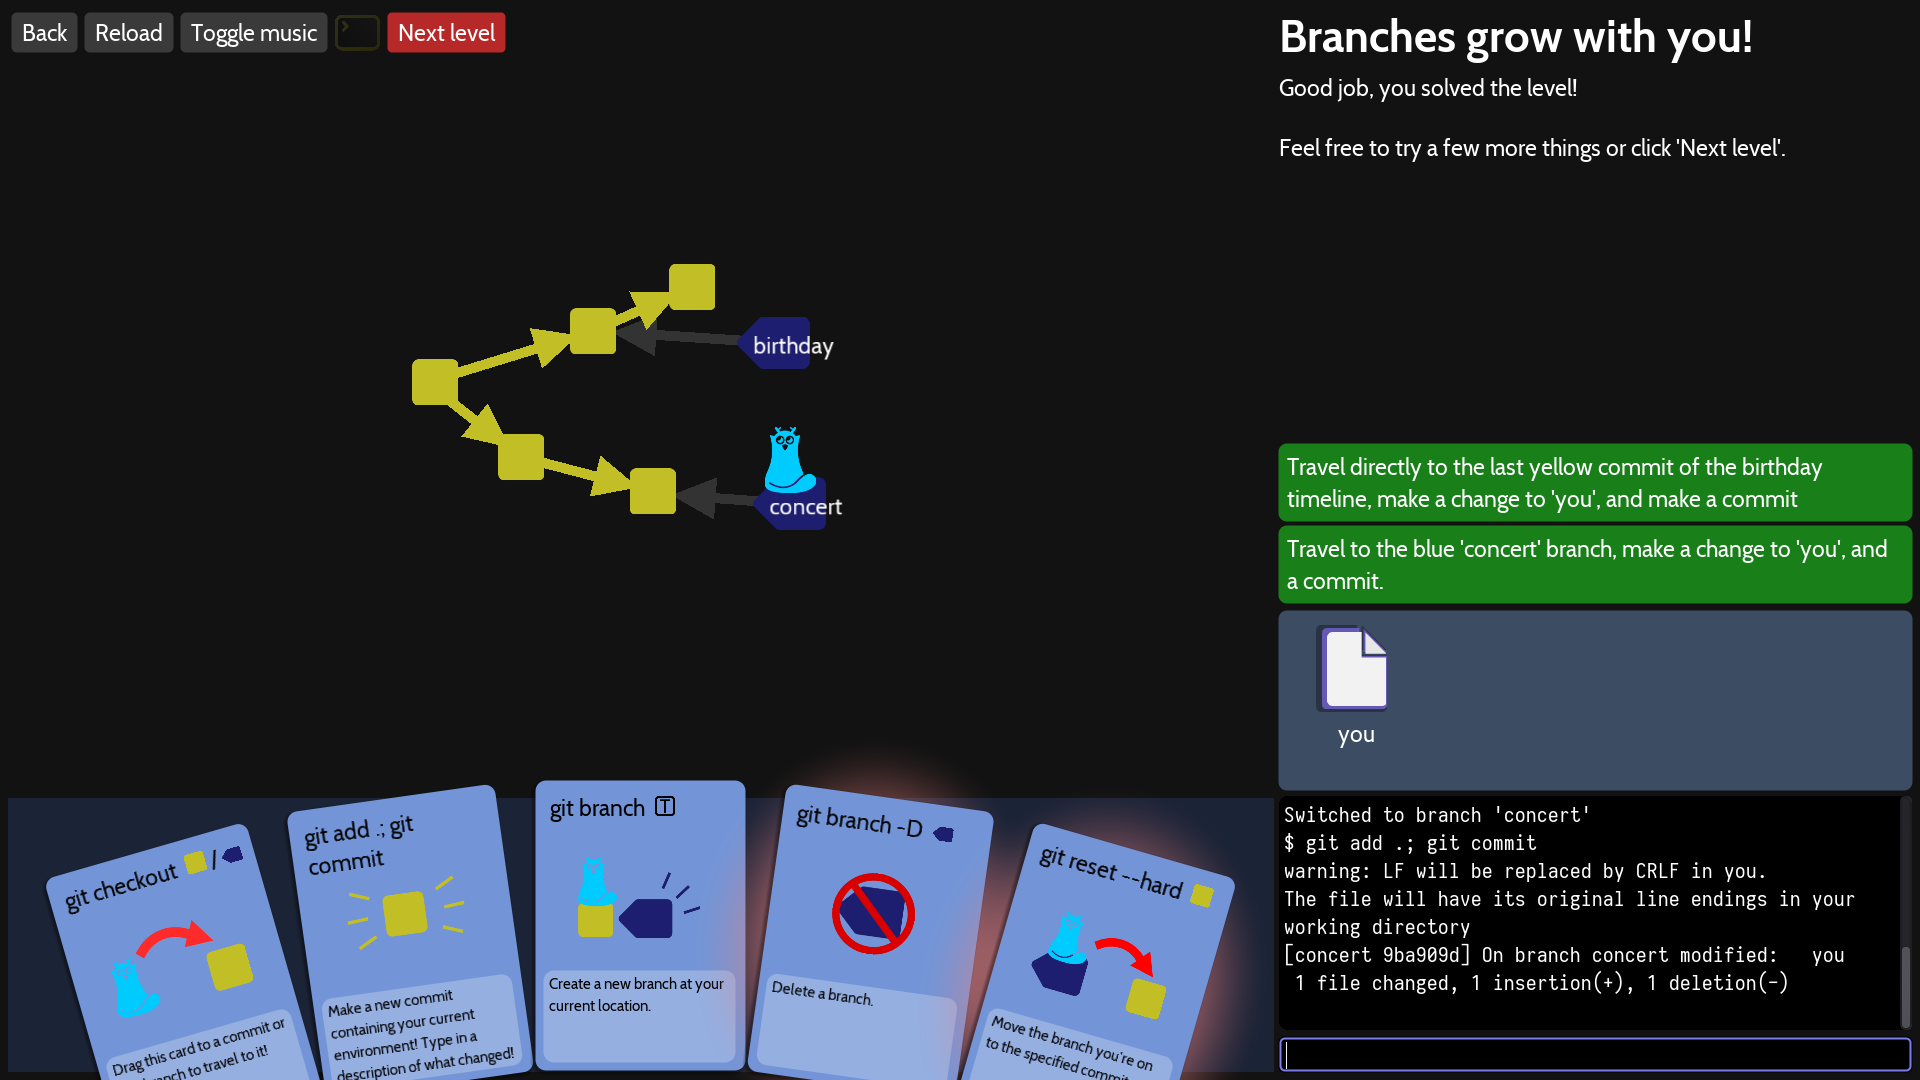 Back Reload Toggle music Next level
Branches grow with you!
Good job, you solved the level!
Feel free to try a few more things or click 'Next level'.
birthday
concert
Travel directly to the last yellow commit of the birthday
timeline, make a change to 'you', and make a commit
Travel to the blue 'concert' branch, make a change to 'you', and
a commit.
you
Switched to branch 'concert'
$ git add .; git commit
warning: LF will be replaced by CRLF in you.
The file will have its original line endings in your
working directory
[concert 9ba909d] On branch concert modified:   you
1 file changed, 1 insertion(+), 1 deletion(-)
git checkout /
Drag this card to a commit or
to travel to it!
git add .; git
commit
Make a new commit
containing your current
environment! Type in a
description of what changed!
git branch T
Create a new branch at your
current location.
git branch -D
Delete a branch.
git reset --hard
Move the branch you're on
to the specified